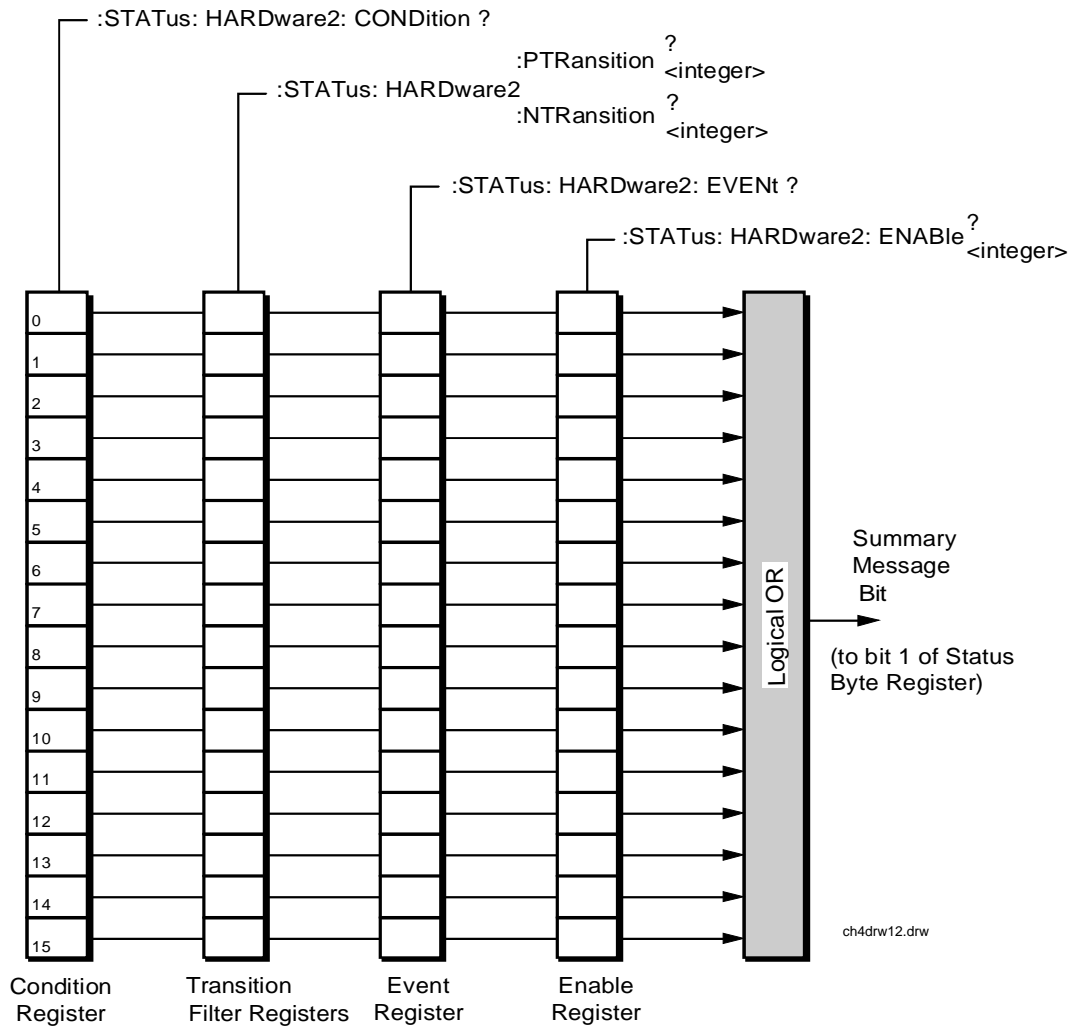 :STATus: HARDware2: CONDition ?
?
:PTRansition
<integer>
:STATus: HARDware2
?
:NTRansition
<integer>
:STATus: HARDware2: EVENt ?
?
:STATus: HARDware2: ENABle
<integer>
0
1
2
3
4
5
6
7
8
9
10
11
12
13
14
15
Logical OR
Summary
Message
Bit
(to bit 1 of Status
Byte Register)
ch4drw12.drw
Condition
Register
Transition
Filter Registers
Event
Register
Enable
Register